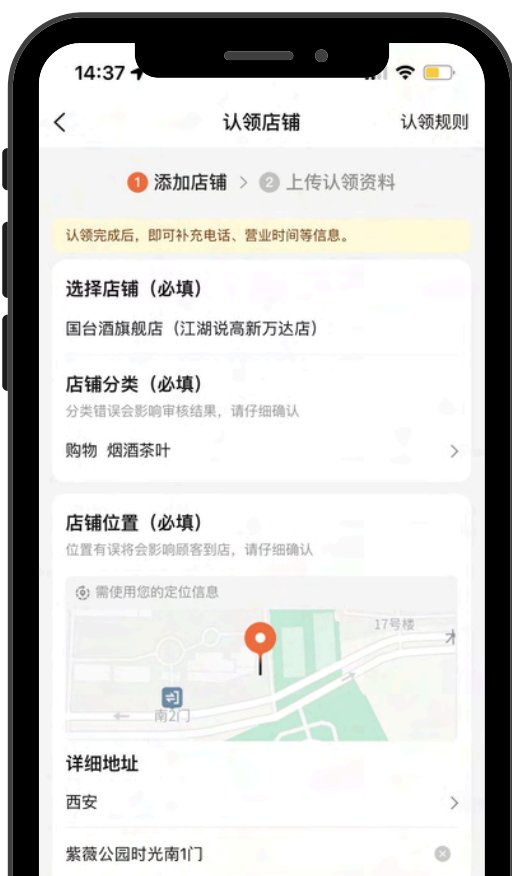 14:37
认领店铺
认领规则
1 添加店铺 > 2 上传认领资料
认领完成后，即可补充电话、营业时间等信息。
选择店铺（必填）
国台酒旗舰店（江湖说高新万达店）
店铺分类（必填）
分类错误会影响审核结果，请仔细确认
购物 烟酒茶叶
店铺位置（必填）
位置有误将会影响顾客到店，请仔细确认
需使用您的定位信息
17号楼
南2门
详细地址
西安
紫薇公园时光南1门